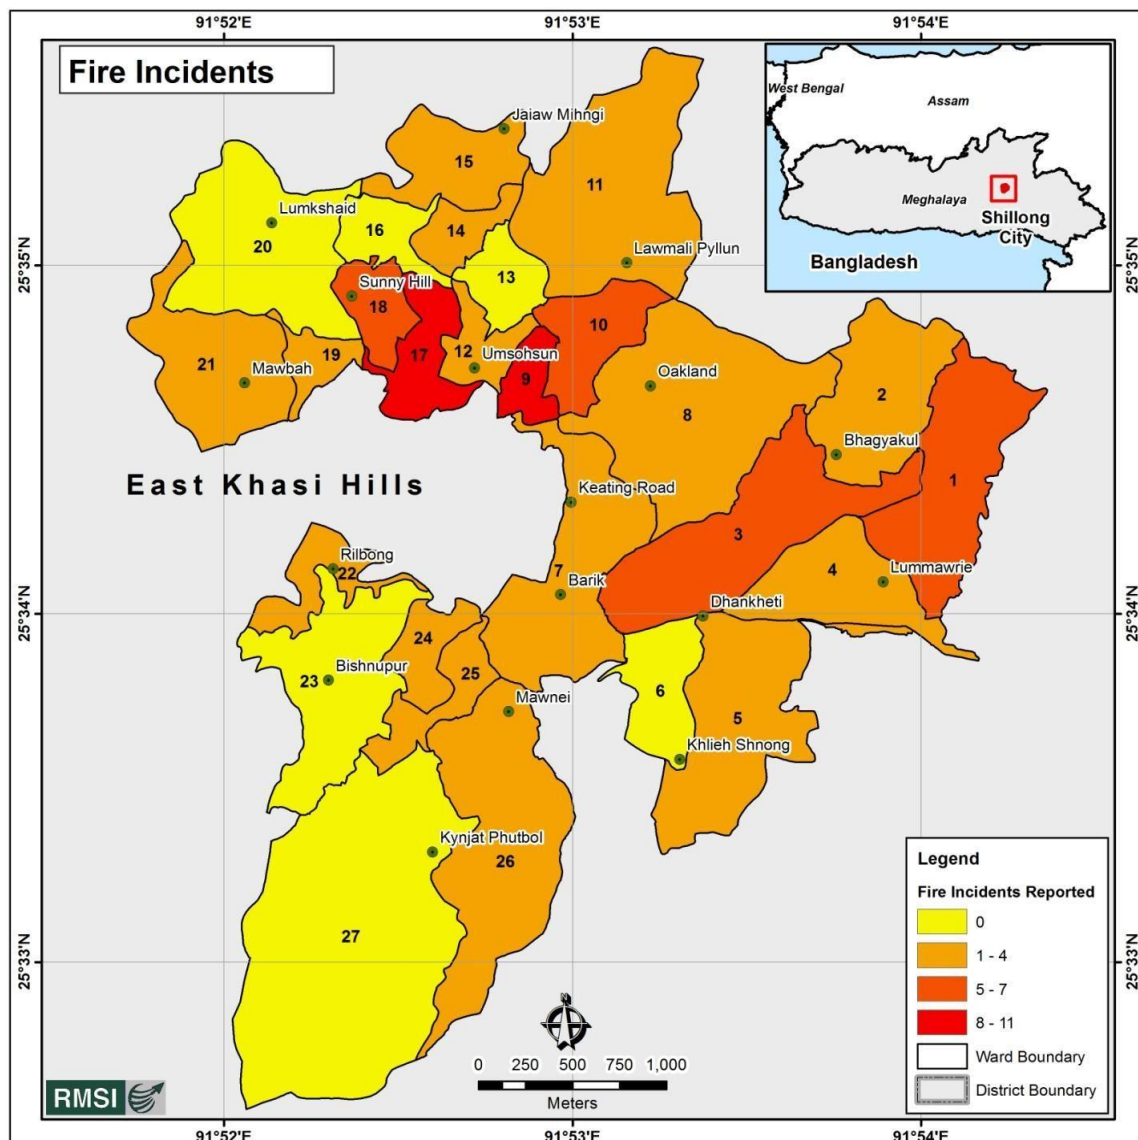 91°52'E
91°53'E
91°54'E
Fire Incidents
West Bengal
Assam
Meghalaya
Shillong
City
Bangladesh
Jaiaw Mihngi
15
11
Lumkshaid
16
20
14
Lawmali Pyllun
25°35'N
25°35'N
13
Sunny Hill
18
10
17
12
Umsohsun
19
21
Mawbah
9
Oakland
2
8
Bhagyakul
East Khasi Hills
Keating Road
1
3
Rilbong
22
7
Barik
4
Lummawrie
Dhankheti
25°34'N
25°34'N
24
25
Bishnupur
23
6
Mawnei
5
Khlieh Shnong
Kynjat Phutbol
26
27
25°33'N
25°33'N
Legend
Fire Incidents Reported
0
1 - 4
5 - 7
8 - 11
Ward Boundary
District Boundary
N
0 250 500 750 1,000
Meters
RMSI
91°52'E
91°53'E
91°54'E